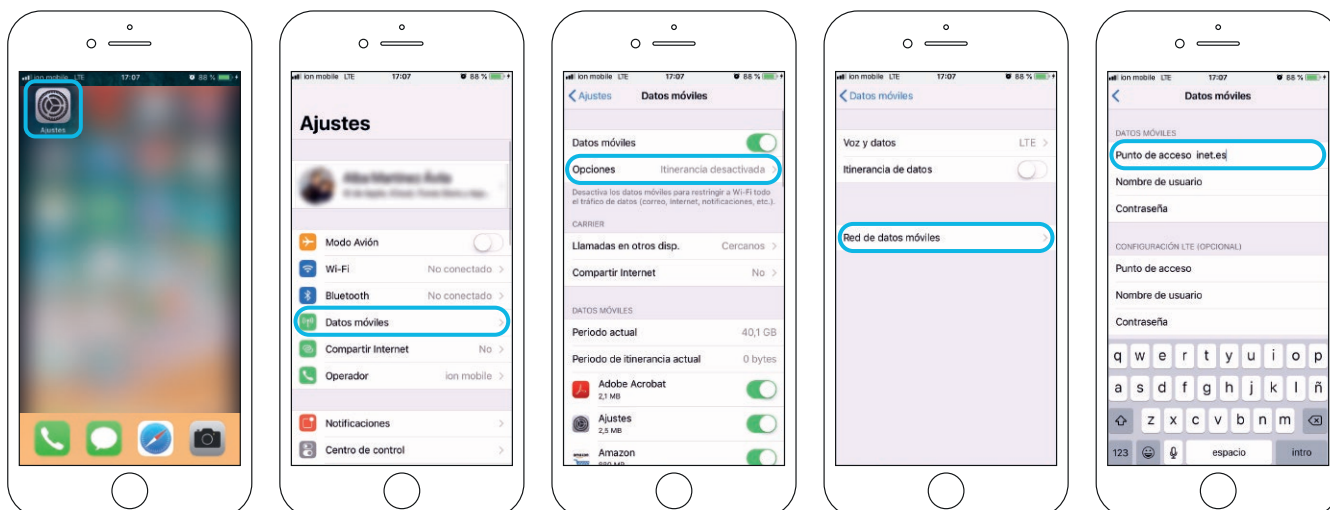 ion mobile LTE 17:07 88 %
Ajustes
ion mobile LTE 17:07 88 %
Ajustes
Modo Avión
Wi-Fi No conectado
Bluetooth No conectado
Datos móviles
Compartir Internet No
Operador ion mobile
Notificaciones
Centro de control
ion mobile LTE 17:07 88 %
Ajustes Datos móviles
Datos móviles
Opciones Itinerancia desactivada
Desactiva los datos móviles para restringir a Wi-Fi todo
el tráfico de datos (correo, Internet, notificaciones, etc.).
CARRIER
Llamadas en otros disp. Cercanos
Compartir Internet No
DATOS MÓVILES
Periodo actual 40,1 GB
Periodo de itinerancia actual 0 bytes
Adobe Acrobat
2,1 MB
Ajustes
2,5 MB
amazon
Amazon
ion mobile LTE 17:07 88 %
Datos móviles
Voz y datos LTE
Itinerancia de datos
Red de datos móviles
ion mobile LTE 17:07 88 %
Datos móviles
DATOS MÓVILES
Punto de acceso inet.es
Nombre de usuario
Contraseña
CONFIGURACIÓN LTE (OPCIONAL)
Punto de acceso
Nombre de usuario
Contraseña
q w e r t y u i o p
a s d f g h j k l ñ
z x c v b n m
123 espacio intro